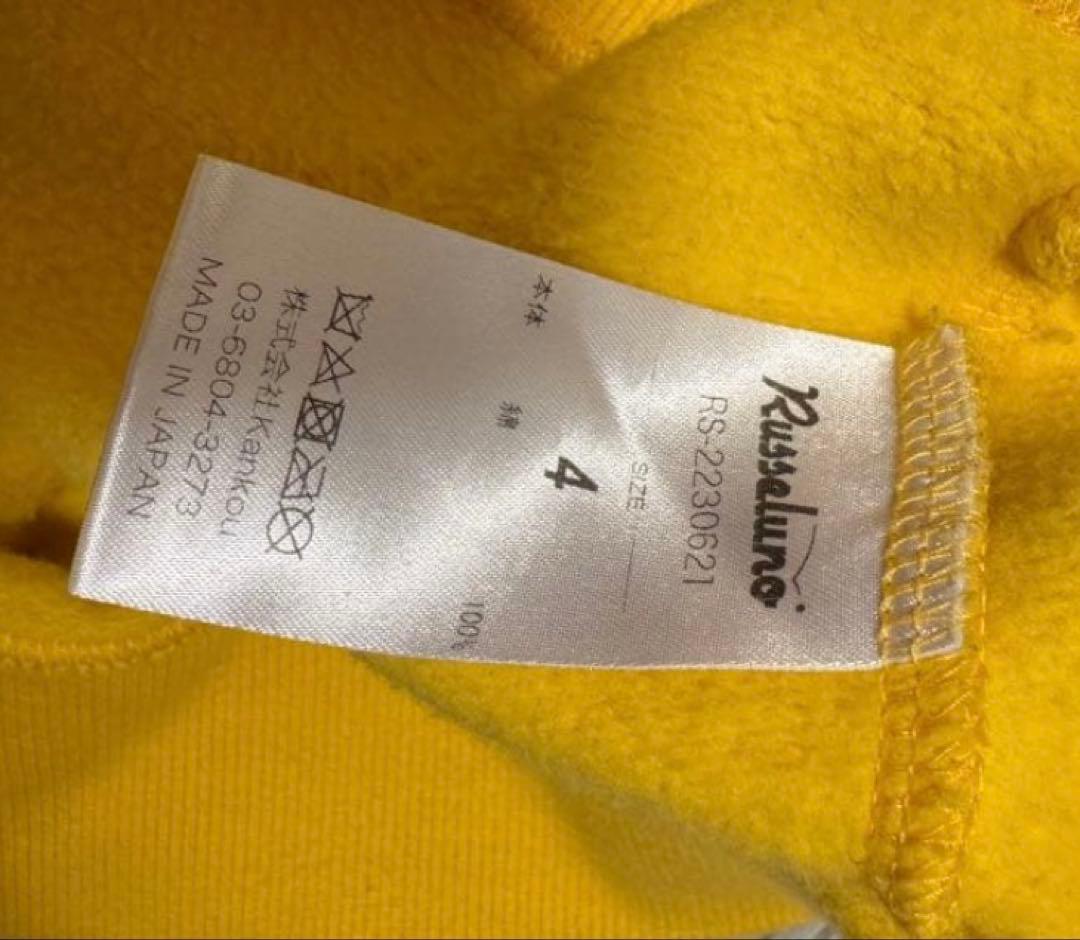 Russeluno
RS-2230621
SIZE
4
本体 綿 100%
株式会社Kankou
03-6804-3273
MADE IN JAPAN